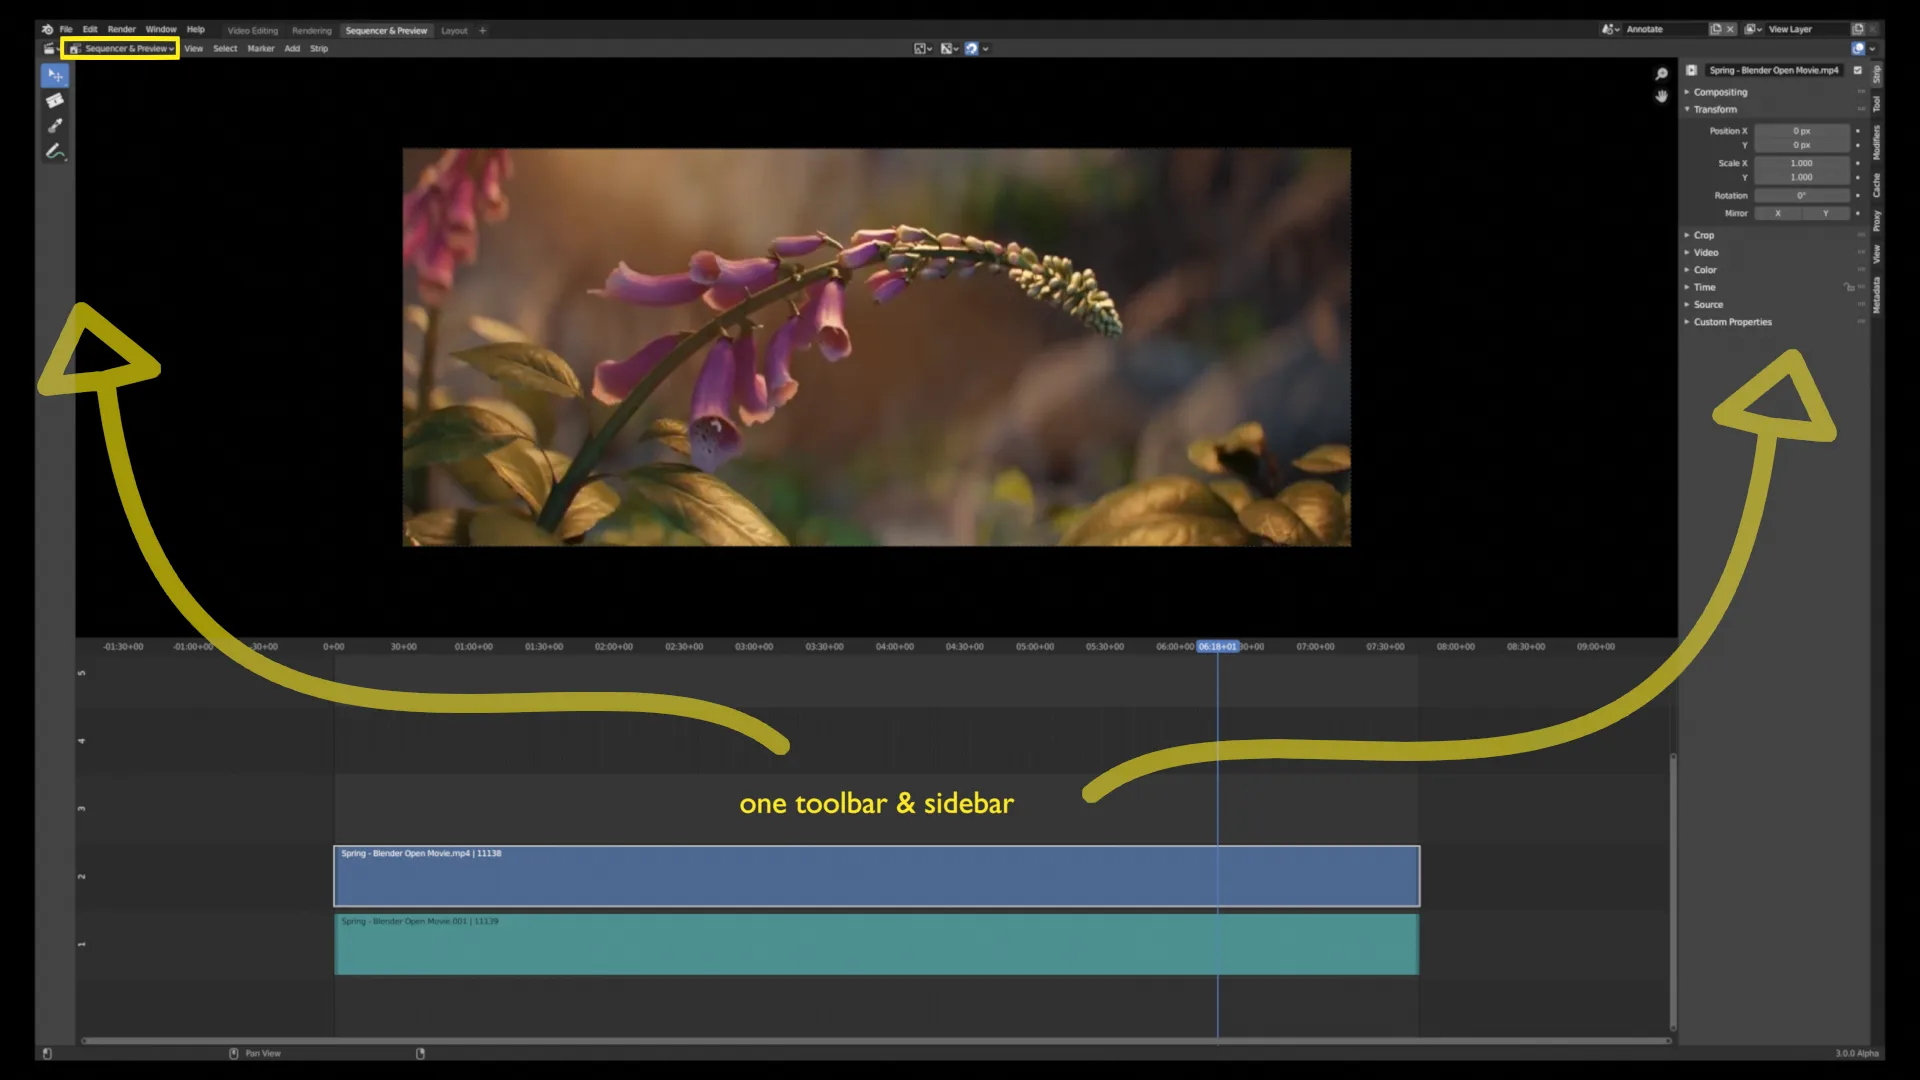 File Edit Render Window Help Video Editing Rendering Sequencer & Preview Layout + Annotate View Layer
Sequencer & Preview View Select Marker Add Strip
Spring - Blender Open Movie.mp4
Compositing
Transform
Position X 0 px
Y 0 px
Scale X 1.000
Y 1.000
Rotation 0°
Mirror X Y
Crop
Video
Color
Time
Source
Custom Properties
Strip
Tool
Modifiers
Cache
Proxy
View
Metadata
-01:30+00 -01:00+00 -30+00 0+00 30+00 01:00+00 01:30+00 02:00+00 02:30+00 03:00+00 03:30+00 04:00+00 04:30+00 05:00+00 05:30+00 06:00+00 06:18+01 30+00 07:00+00 07:30+00 08:00+00 08:30+00 09:00+00
5
4
3
one toolbar & sidebar
2
Spring - Blender Open Movie.mp4 | 11138
1
Spring - Blender Open Movie.001 | 11139
Pan View
3.0.0 Alpha